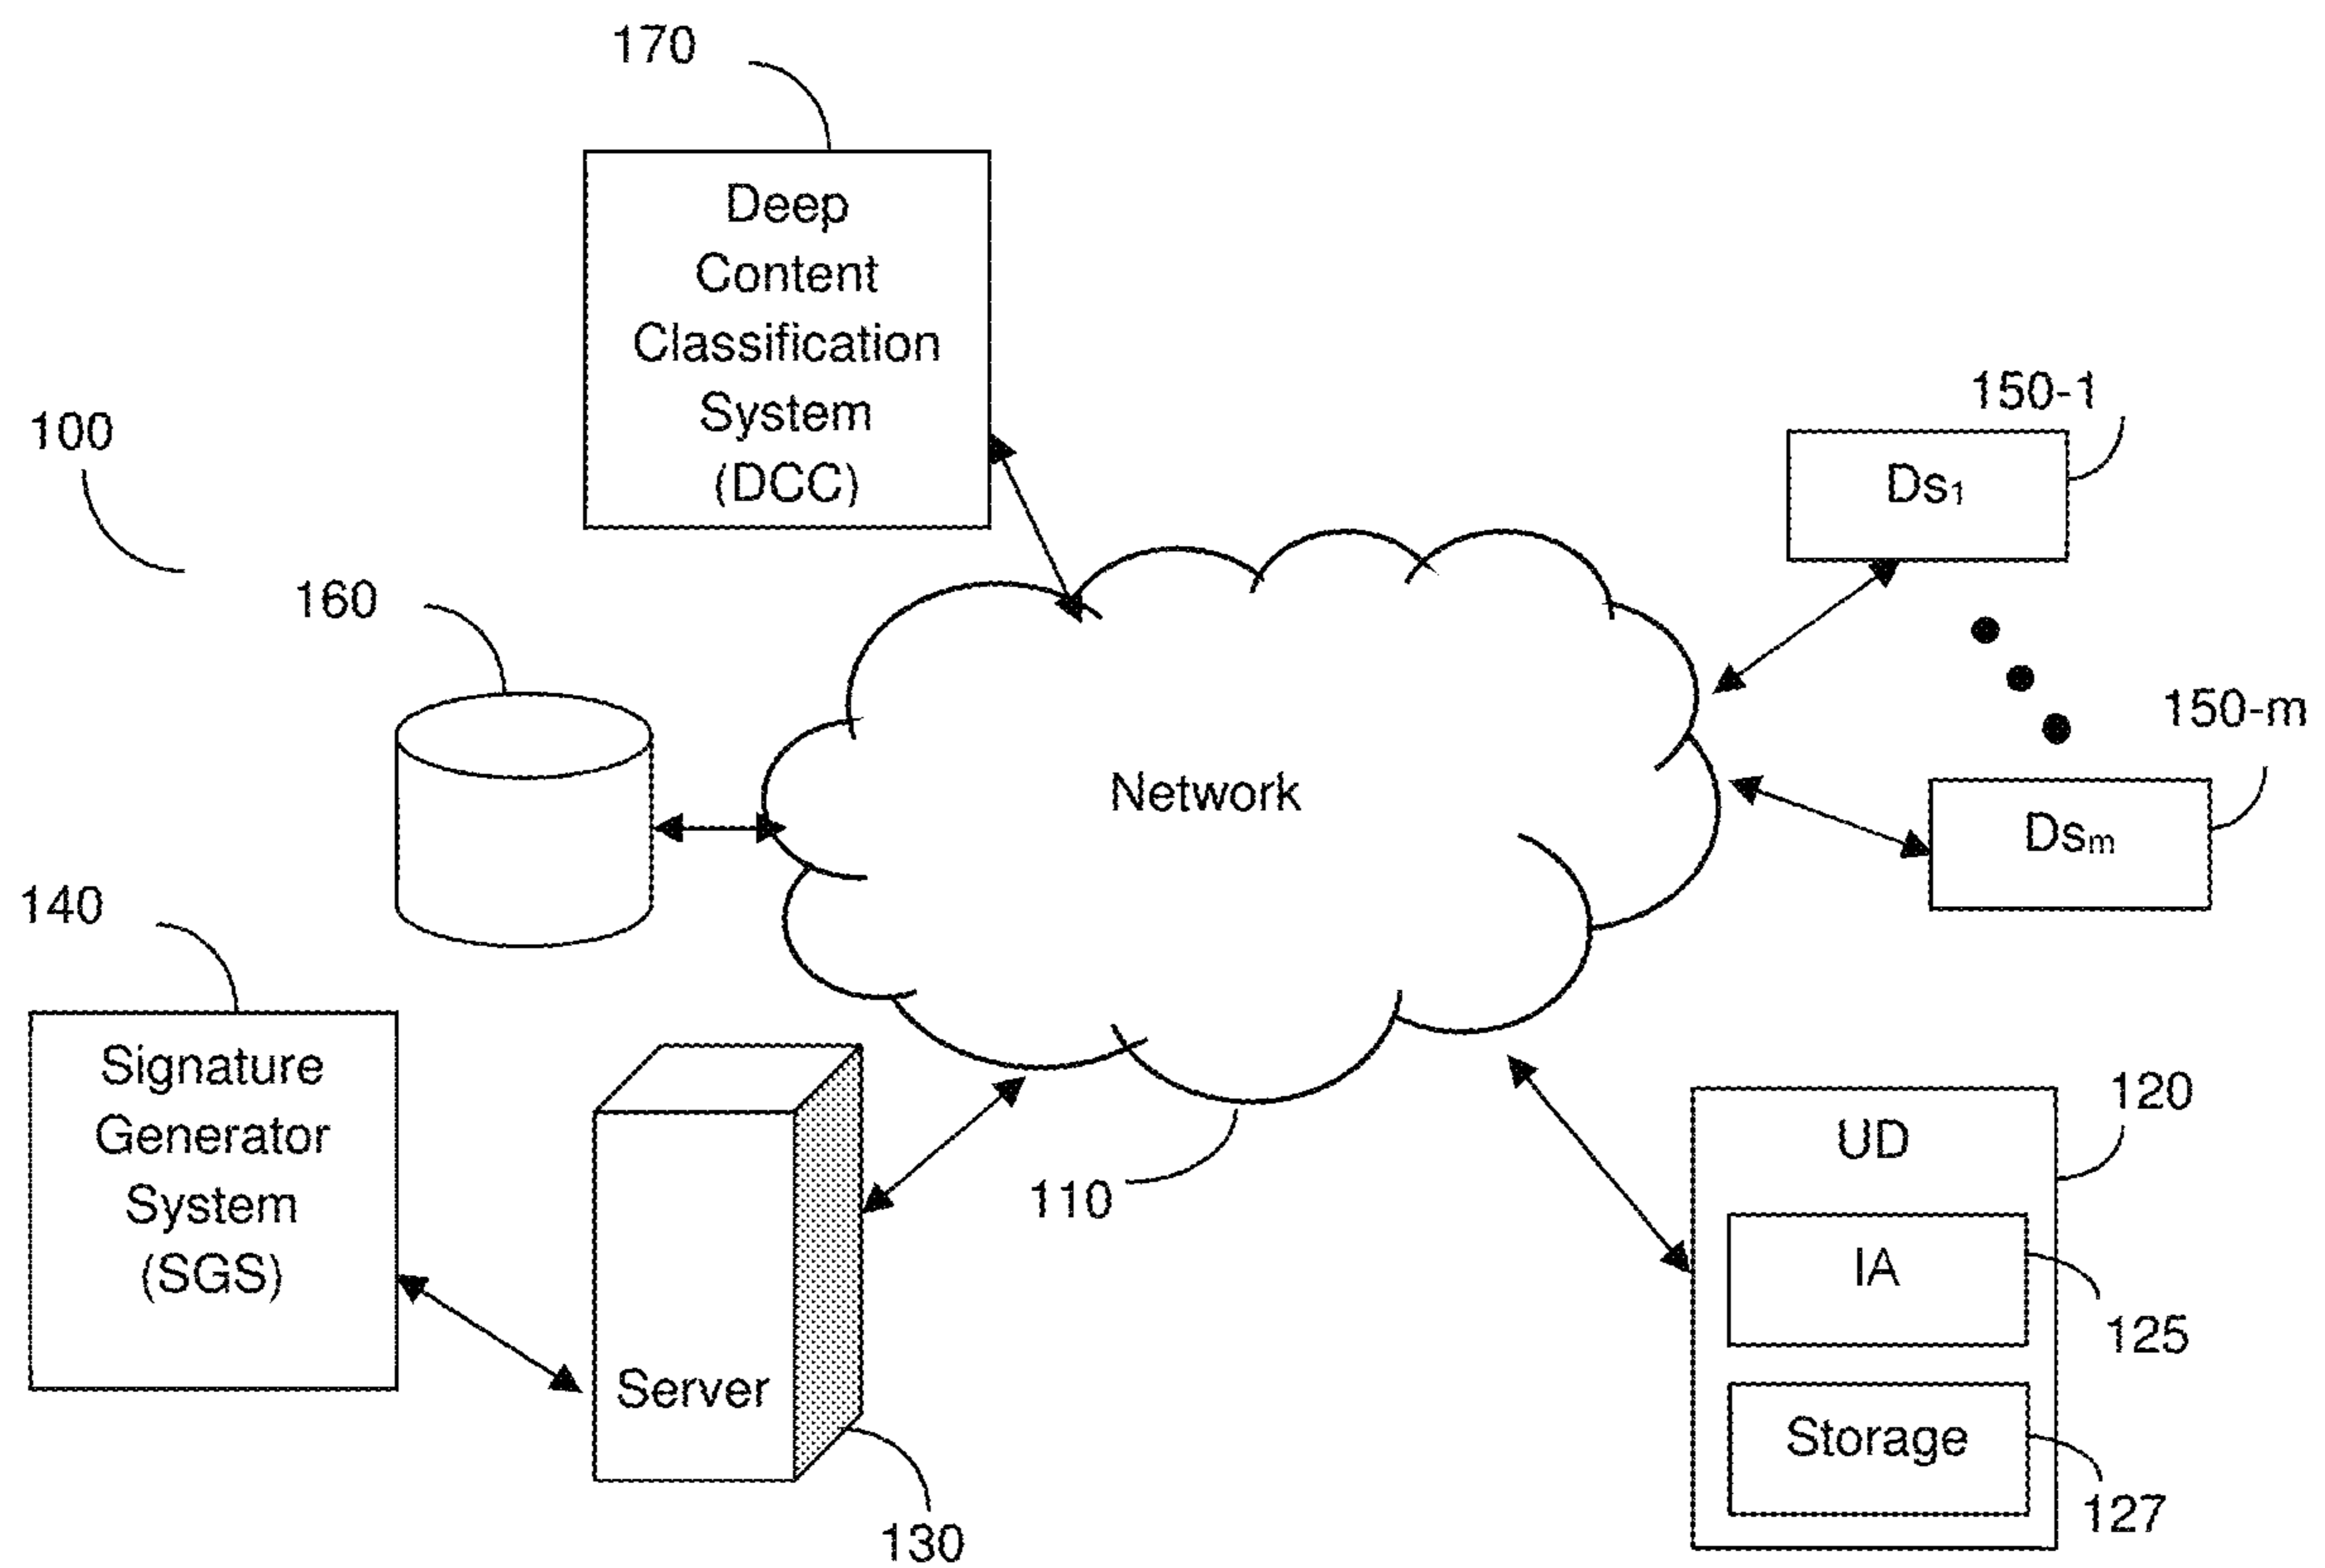 170
Deep
Content
Classification
System
(DCC)
100
160
150-1
Ds₁
150-m
Dsₘ
Network
140
Signature
Generator
System
(SGS)
Server
130
110
120
UD
IA
125
Storage
127